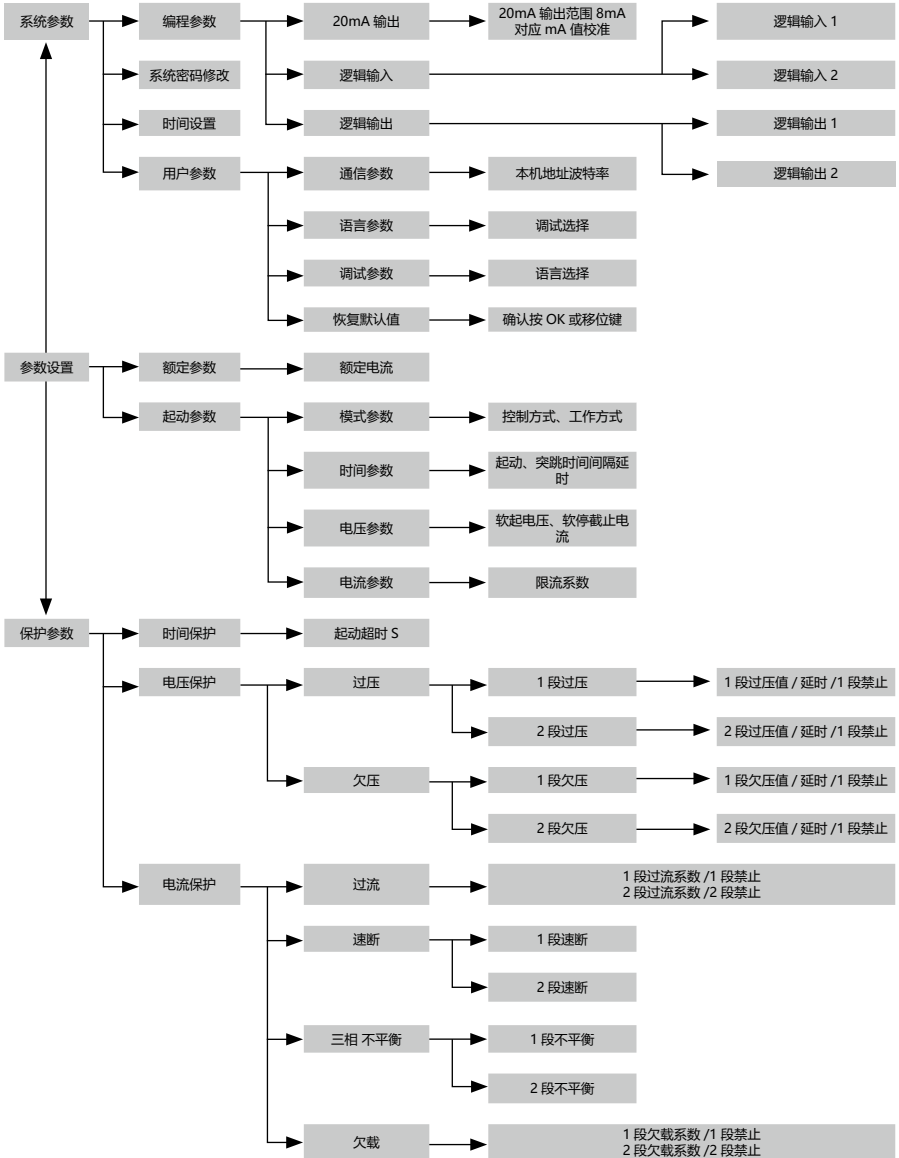 系统参数
编程参数
20mA 输出
20mA 输出范围 8mA
对应 mA 值校准
逻辑输入 1
系统密码修改
逻辑输入
逻辑输入 2
时间设置
逻辑输出
逻辑输出 1
用户参数
通信参数
本机地址波特率
逻辑输出 2
语言参数
调试选择
调试参数
语言选择
恢复默认值
确认按 OK 或移位键
参数设置
额定参数
额定电流
起动参数
模式参数
控制方式、工作方式
时间参数
起动、突跳时间间隔延
时
电压参数
软起电压、软停截止电
流
电流参数
限流系数
保护参数
时间保护
起动超时 S
电压保护
过压
1 段过压
1 段过压值 / 延时 /1 段禁止
2 段过压
2 段过压值 / 延时 /1 段禁止
欠压
1 段欠压
1 段欠压值 / 延时 /1 段禁止
2 段欠压
2 段欠压值 / 延时 /1 段禁止
电流保护
过流
1 段过流系数 /1 段禁止
2 段过流系数 /2 段禁止
速断
1 段速断
2 段速断
三相 不平衡
1 段不平衡
2 段不平衡
欠载
1 段欠载系数 /1 段禁止
2 段欠载系数 /2 段禁止